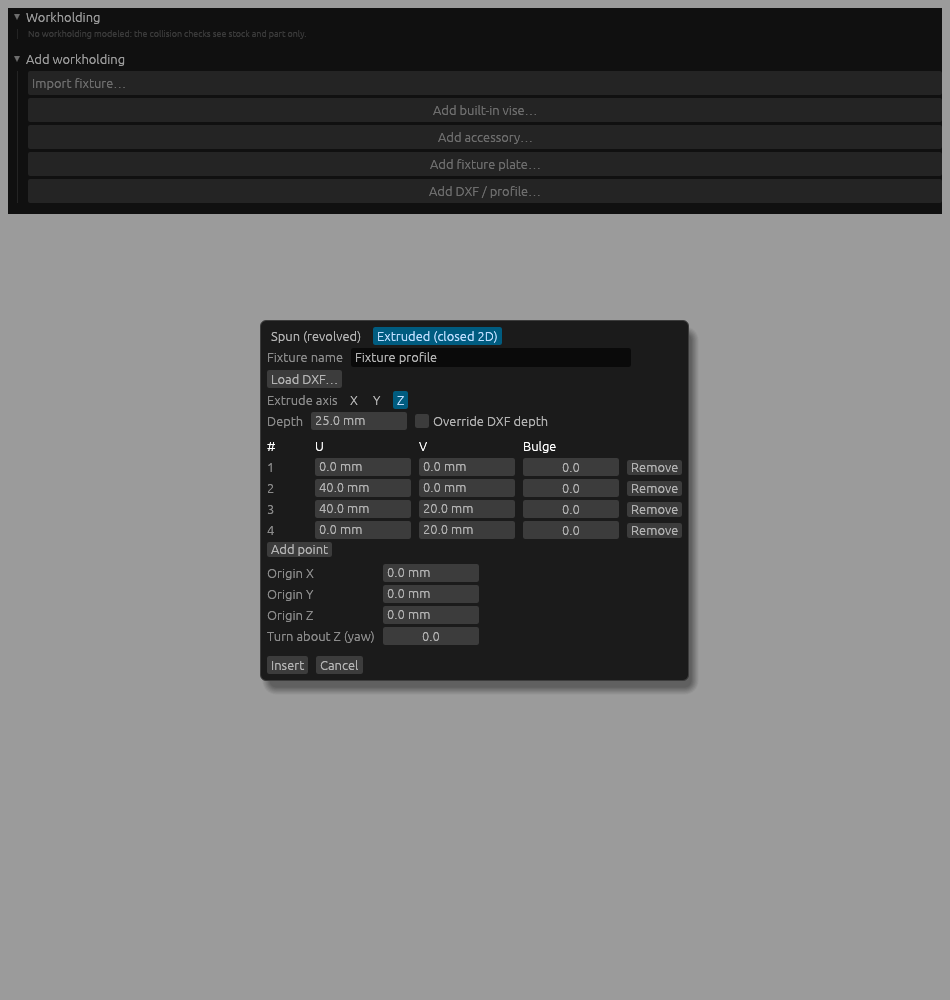 Workholding
No workholding modeled: the collision checks see stock and part only.
Add workholding
Import fixture…
Add built-in vise…
Add accessory…
Add fixture plate…
Add DXF / profile…
Spun (revolved) Extruded (closed 2D)
Fixture name Fixture profile
Load DXF…
Extrude axis X Y Z
Depth 25.0 mm Override DXF depth
# U V Bulge
1 0.0 mm 0.0 mm 0.0 Remove
2 40.0 mm 0.0 mm 0.0 Remove
3 40.0 mm 20.0 mm 0.0 Remove
4 0.0 mm 20.0 mm 0.0 Remove
Add point
Origin X 0.0 mm
Origin Y 0.0 mm
Origin Z 0.0 mm
Turn about Z (yaw) 0.0
Insert Cancel